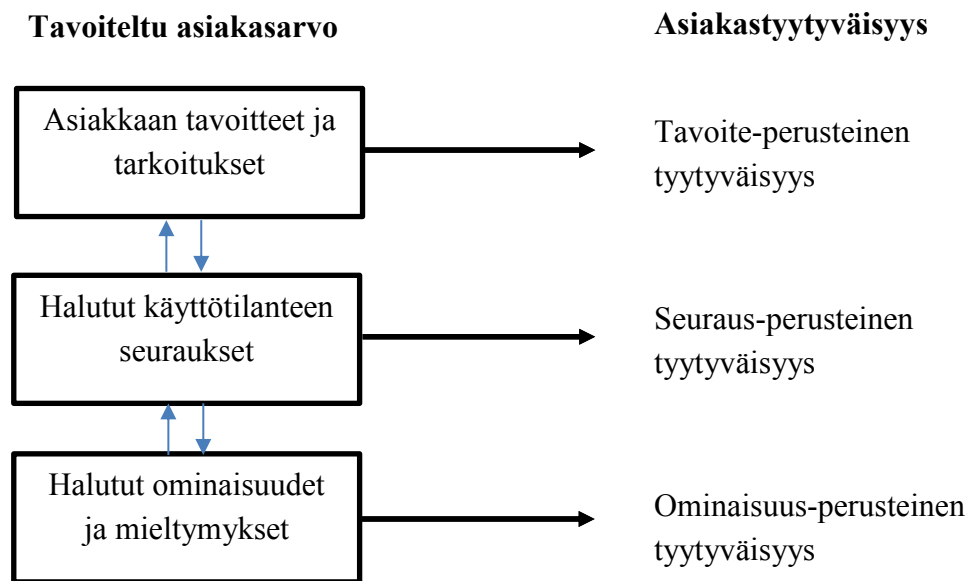 Tavoiteltu asiakasarvo
Asiakastyytyväisyys
Asiakkaan tavoitteet ja
tarkoitukset
Tavoite-perusteinen
tyytyväisyys
Halutut käyttötilanteen
seuraukset
Seuraus-perusteinen
tyytyväisyys
Halutut ominaisuudet
ja mieltymykset
Ominaisuus-perusteinen
tyytyväisyys